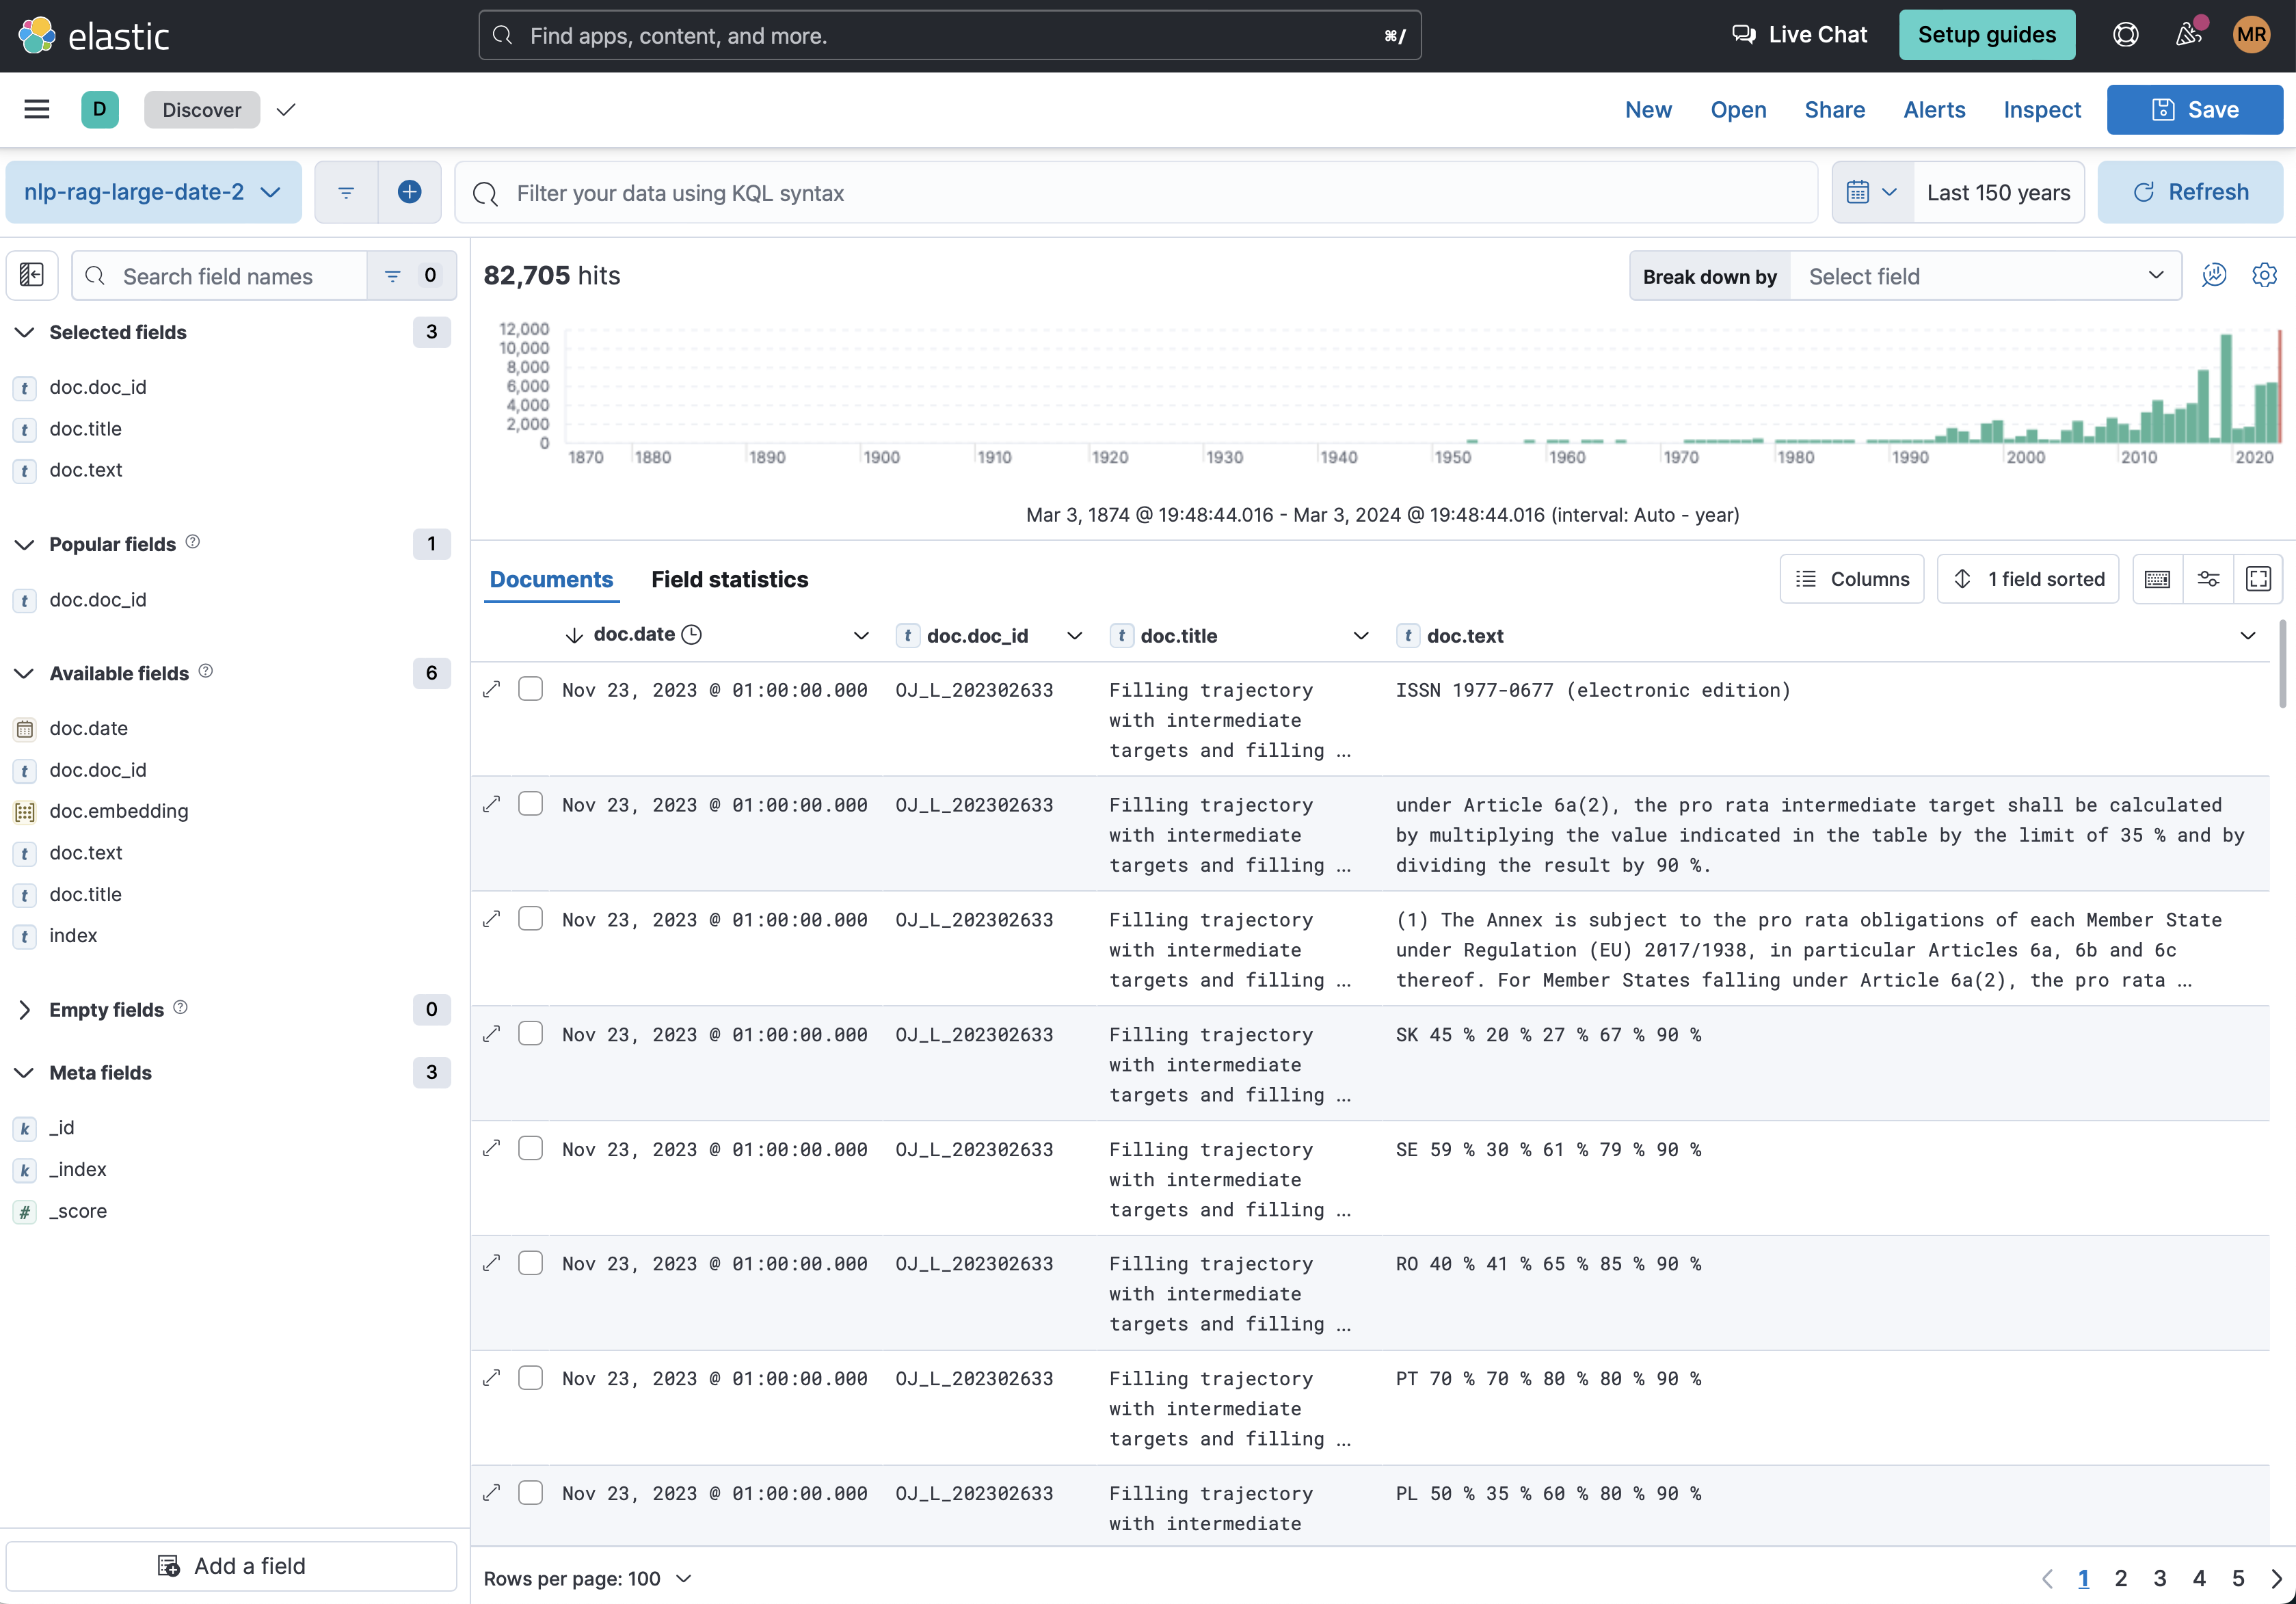 elastic
Find apps, content, and more.
⌘/
Live Chat
Setup guides
MR
D
Discover
New
Open
Share
Alerts
Inspect
Save
nlp-rag-large-date-2
Filter your data using KQL syntax
Last 150 years
Refresh
Search field names
0
Selected fields
3
t doc.doc_id
t doc.title
t doc.text
Popular fields
1
t doc.doc_id
Available fields
6
doc.date
t doc.doc_id
doc.embedding
t doc.text
t doc.title
t index
Empty fields
0
Meta fields
3
k _id
k _index
# _score
Add a field
82,705 hits
Break down by
Select field
12,000
10,000
8,000
6,000
4,000
2,000
0
1870 1880 1890 1900 1910 1920 1930 1940 1950 1960 1970 1980 1990 2000 2010 2020
Mar 3, 1874 @ 19:48:44.016 - Mar 3, 2024 @ 19:48:44.016 (interval: Auto - year)
Documents
Field statistics
Columns
1 field sorted
doc.date
t doc.doc_id
t doc.title
t doc.text
Nov 23, 2023 @ 01:00:00.000
OJ_L_202302633
Filling trajectory
with intermediate
targets and filling ...
ISSN 1977-0677 (electronic edition)
Nov 23, 2023 @ 01:00:00.000
OJ_L_202302633
Filling trajectory
with intermediate
targets and filling ...
under Article 6a(2), the pro rata intermediate target shall be calculated
by multiplying the value indicated in the table by the limit of 35 % and by
dividing the result by 90 %.
Nov 23, 2023 @ 01:00:00.000
OJ_L_202302633
Filling trajectory
with intermediate
targets and filling ...
(1) The Annex is subject to the pro rata obligations of each Member State
under Regulation (EU) 2017/1938, in particular Articles 6a, 6b and 6c
thereof. For Member States falling under Article 6a(2), the pro rata ...
Nov 23, 2023 @ 01:00:00.000
OJ_L_202302633
Filling trajectory
with intermediate
targets and filling ...
SK 45 % 20 % 27 % 67 % 90 %
Nov 23, 2023 @ 01:00:00.000
OJ_L_202302633
Filling trajectory
with intermediate
targets and filling ...
SE 59 % 30 % 61 % 79 % 90 %
Nov 23, 2023 @ 01:00:00.000
OJ_L_202302633
Filling trajectory
with intermediate
targets and filling ...
RO 40 % 41 % 65 % 85 % 90 %
Nov 23, 2023 @ 01:00:00.000
OJ_L_202302633
Filling trajectory
with intermediate
targets and filling ...
PT 70 % 70 % 80 % 80 % 90 %
Nov 23, 2023 @ 01:00:00.000
OJ_L_202302633
Filling trajectory
with intermediate
PL 50 % 35 % 60 % 80 % 90 %
Rows per page: 100
1 2 3 4 5